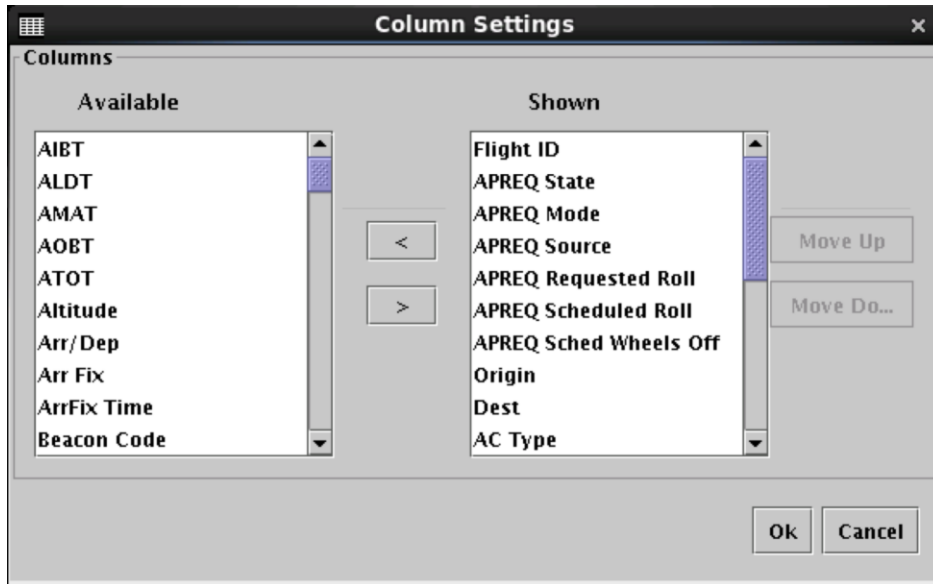 Column Settings
×
Columns
Available
AIBT
ALDT
AMAT
AOBT
ATOT
Altitude
Arr/Dep
Arr Fix
ArrFix Time
Beacon Code
<
>
Shown
Flight ID
APREQ State
APREQ Mode
APREQ Source
APREQ Requested Roll
APREQ Scheduled Roll
APREQ Sched Wheels Off
Origin
Dest
AC Type
Move Up
Move Do...
Ok
Cancel